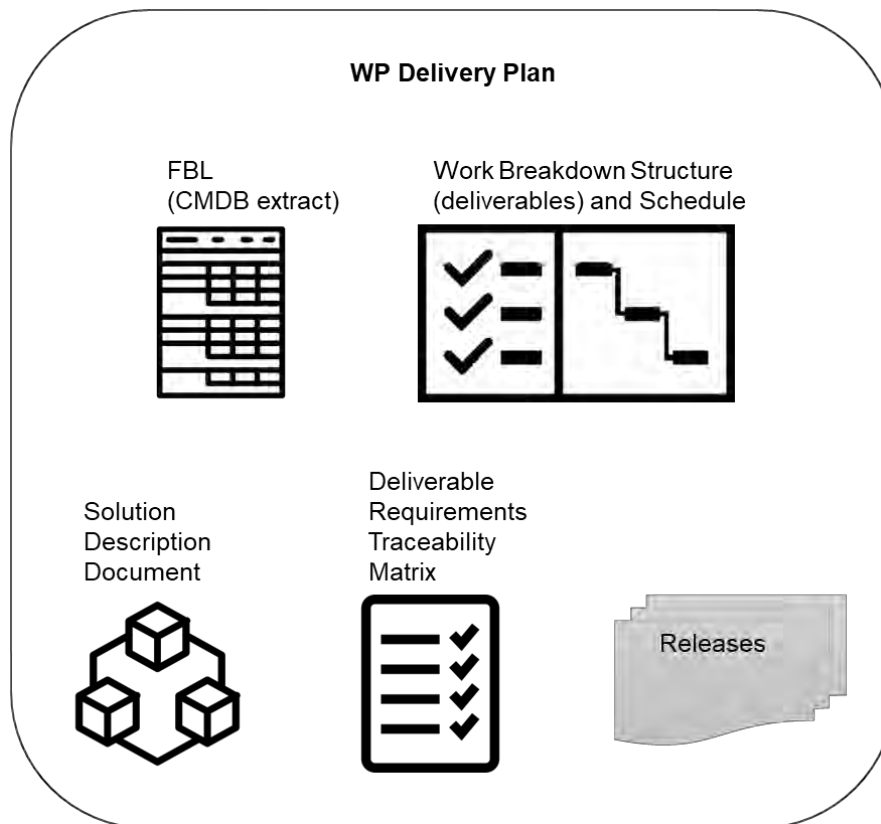 WP Delivery Plan
FBL
(CMDB extract)
Work Breakdown Structure
(deliverables) and Schedule
Solution
Description
Document
Deliverable
Requirements
Traceability
Matrix
Releases